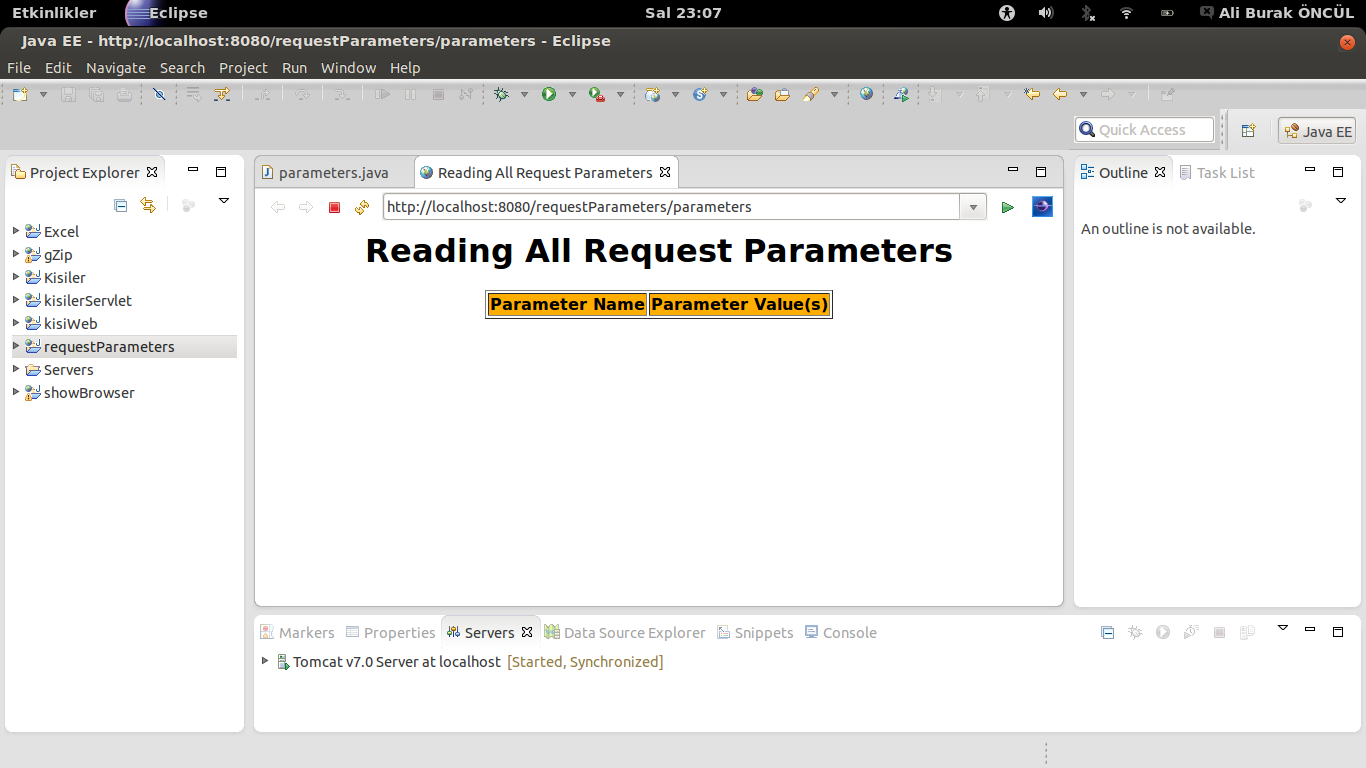 Etkinlikler Eclipse Sal 23:07 Ali Burak ÖNCÜL
Java EE - http://localhost:8080/requestParameters/parameters - Eclipse
File Edit Navigate Search Project Run Window Help
Quick Access Java EE
Project Explorer
Excel
gZip
Kisiler
kisilerServlet
kisiWeb
requestParameters
Servers
showBrowser
parameters.java Reading All Request Parameters
http://localhost:8080/requestParameters/parameters
Reading All Request Parameters
Parameter Name Parameter Value(s)
Outline Task List
An outline is not available.
Markers Properties Servers Data Source Explorer Snippets Console
Tomcat v7.0 Server at localhost [Started, Synchronized]